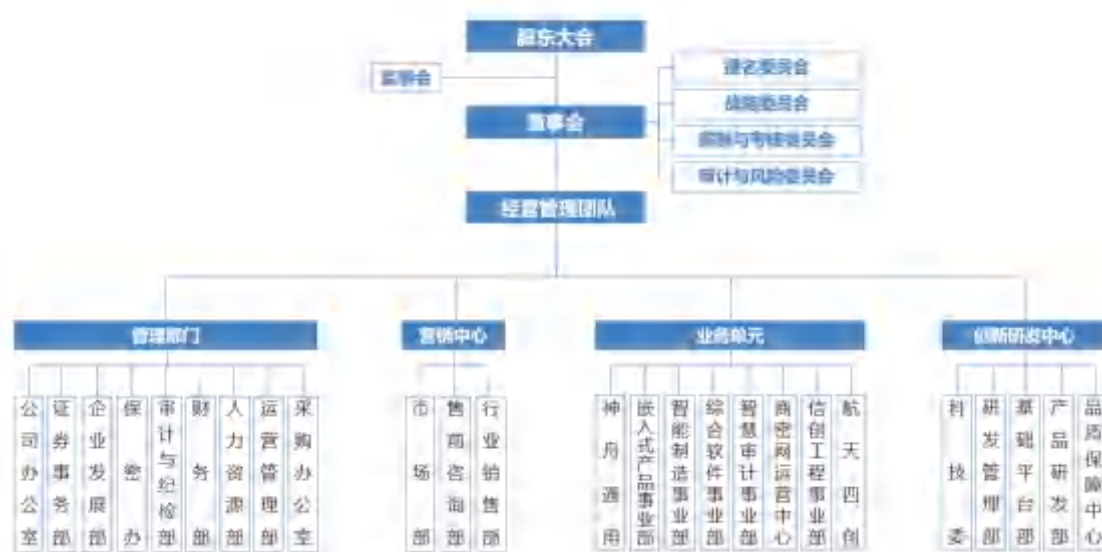 股东大会
监事会
提名委员会
战略委员会
董事会
薪酬与考核委员会
审计与风险委员会
经营管理团队
管理部门
营销中心
业务单元
创新研发中心
公司办公室
证券事务部
企业发展部
保密办
审计与纪检部
财务部
人力资源部
运营管理部
采购办公室
市场部
售前咨询部
行业销售部
神舟通用
嵌入式产品事业部
智能制造事业部
综合软件事业部
智慧审计事业部
商密网运营中心
信创工程事业部
航天四创
科技委
研发管理部
基础平台部
产品研发部
品质保障中心